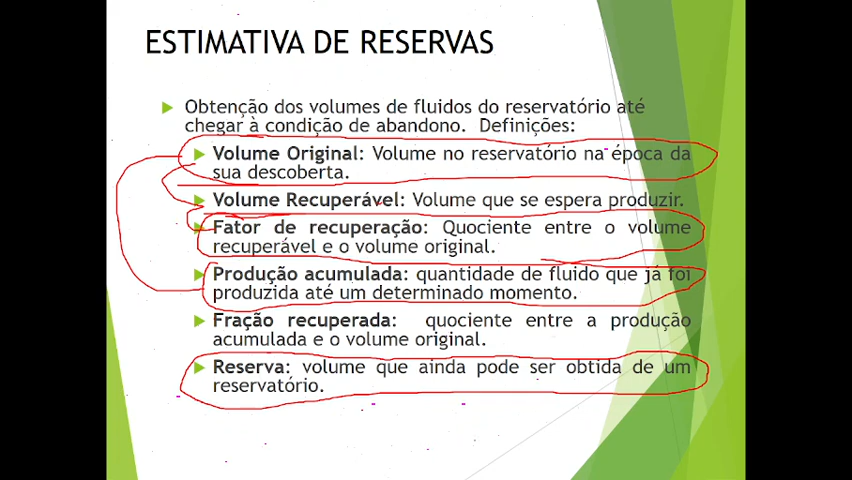 ESTIMATIVA DE RESERVAS
Obtenção dos volumes de fluidos do reservatório até
chegar à condição de abandono. Definições:
Volume Original: Volume no reservatório na época da
sua descoberta.
Volume Recuperável: Volume que se espera produzir.
Fator de recuperação: Quociente entre o volume
recuperável e o volume original.
Produção acumulada: quantidade de fluido que já foi
produzida até um determinado momento.
Fração recuperada: quociente entre a produção
acumulada e o volume original.
Reserva: volume que ainda pode ser obtida de um
reservatório.